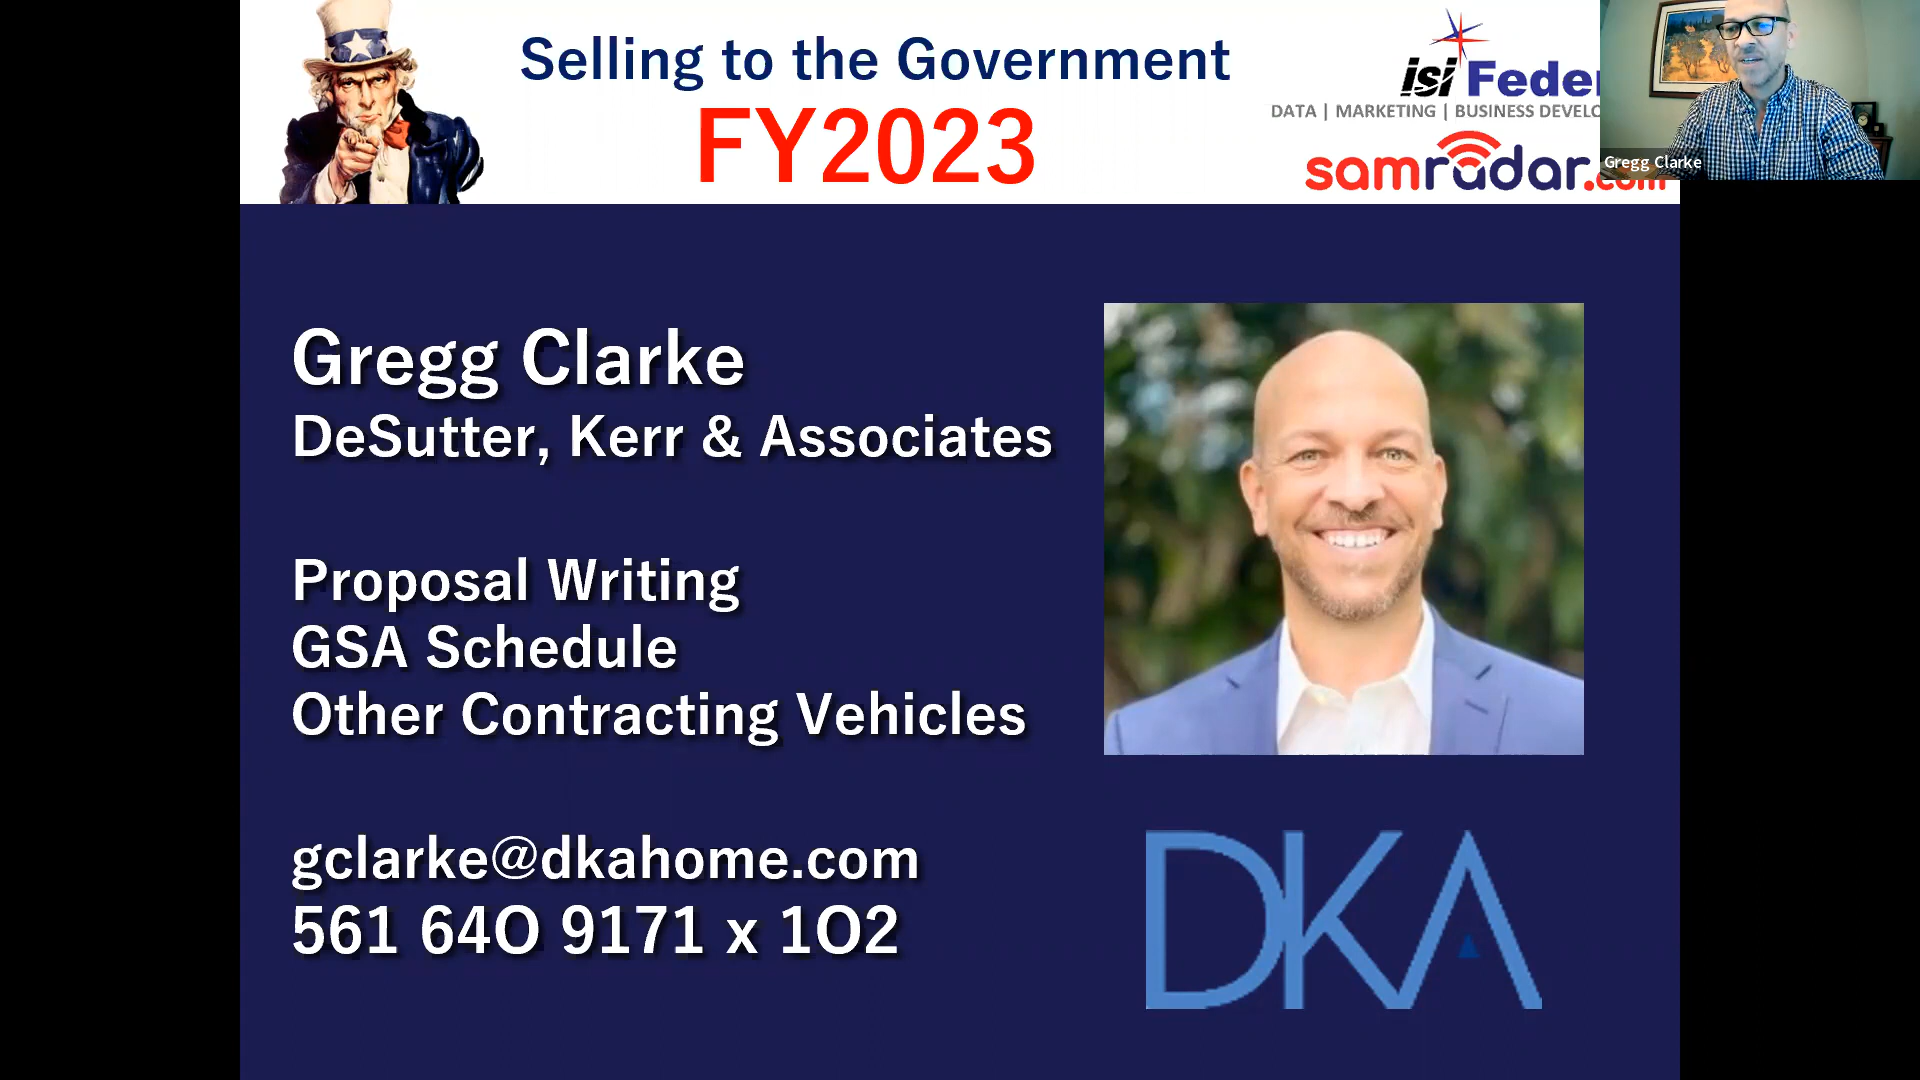 Selling to the Government
FY2023
isi Feder
DATA | MARKETING | BUSINESS DEVELO
samradar.com
Gregg Clarke
Gregg Clarke
DeSutter, Kerr & Associates
Proposal Writing
GSA Schedule
Other Contracting Vehicles
gclarke@dkahome.com
561 640 9171 x 102
DKA